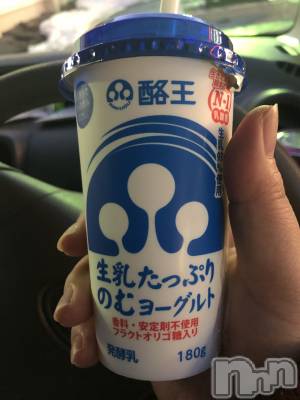 酪王
生乳たっぷり
のむヨーグルト
香料・安定剤不使用
フラクトオリゴ糖入り
発酵乳
180g